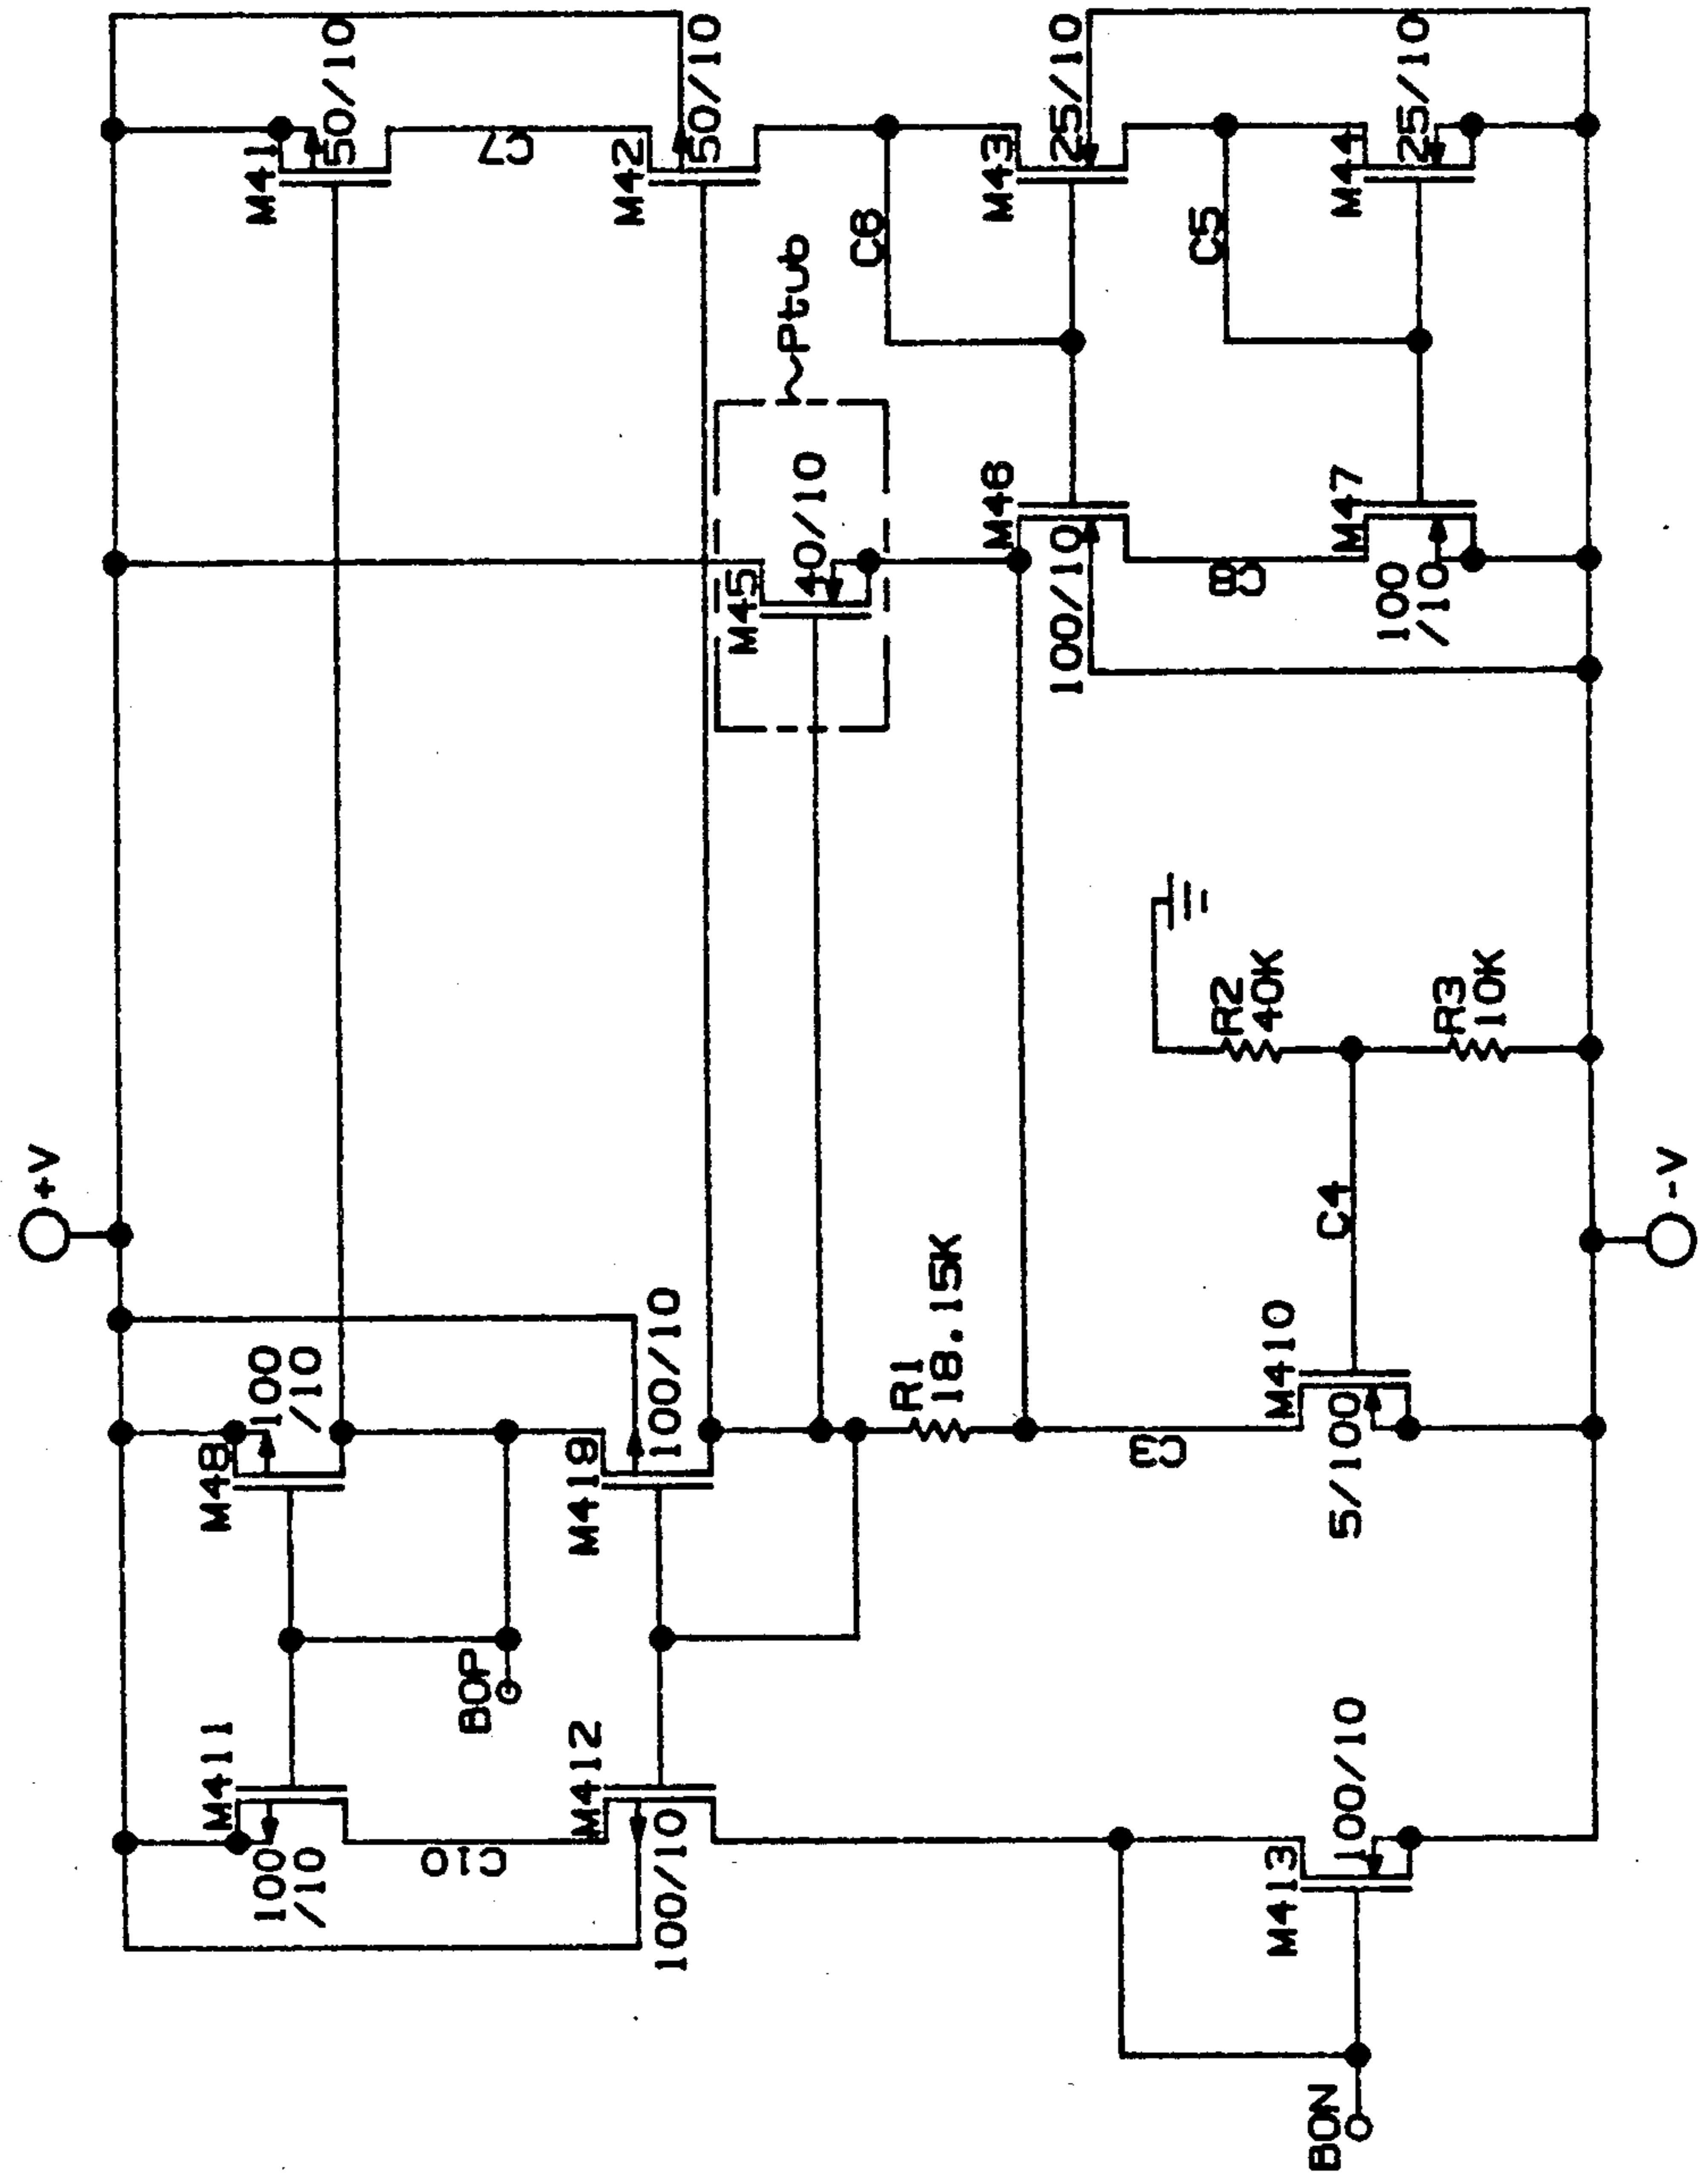 +V
M41
50/10
C7
M42
50/10
M48
100
/10
M411
100
/10
C10
BOP
M419
100/10
M412
100/10
~Ptub
M45
40/10
C6
M43
25/10
M46
100/10
C5
M44
25/10
C8
M47
100
/10
R1
18.15K
C3
R2
40K
R3
10K
C4
M410
5/100
M413
100/10
BON
-V